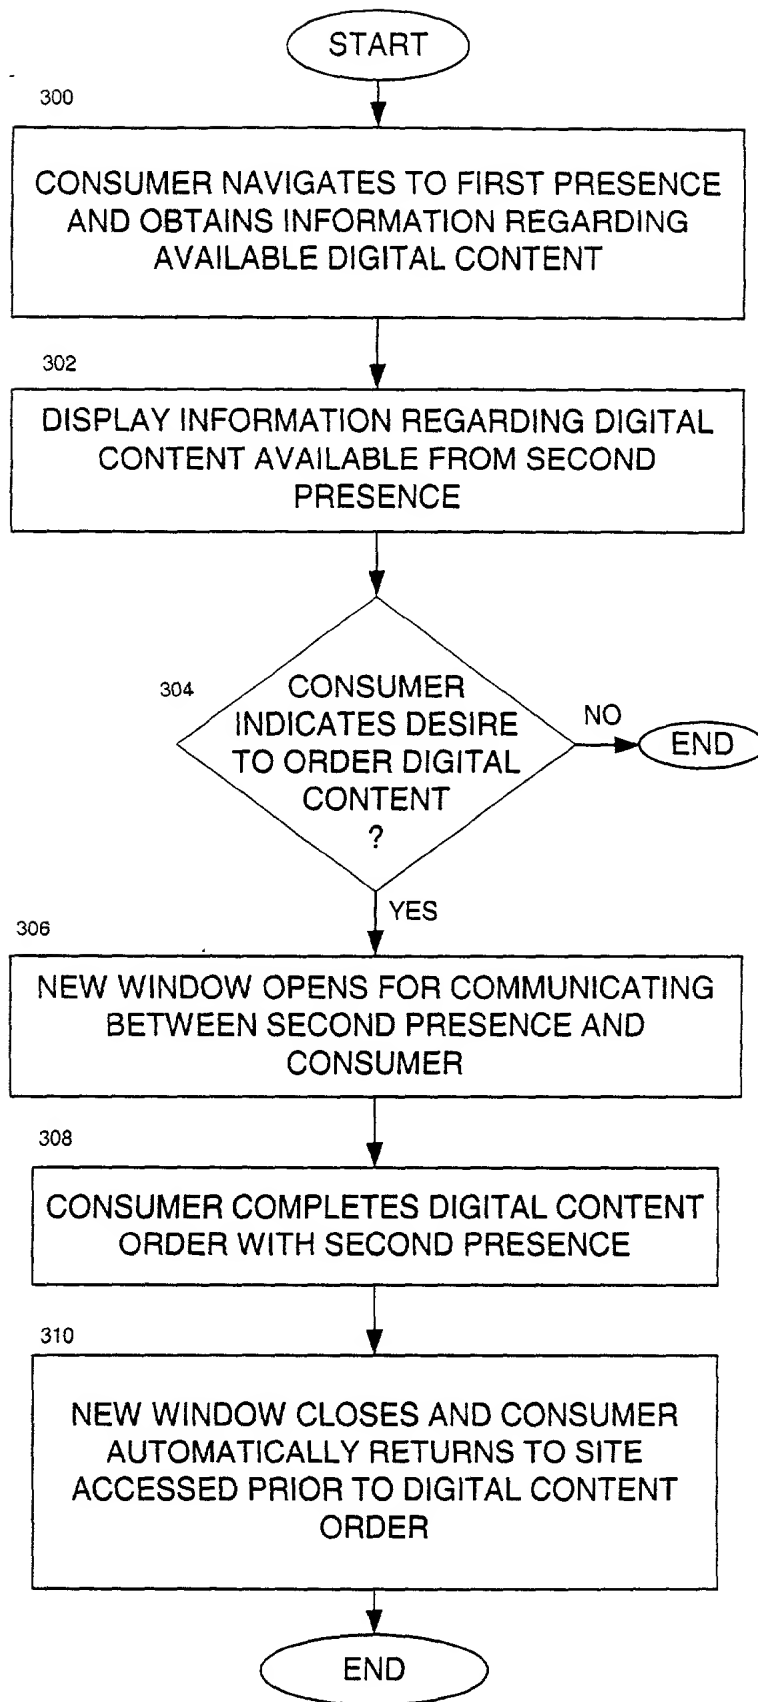 START
300
CONSUMER NAVIGATES TO FIRST PRESENCE
AND OBTAINS INFORMATION REGARDING
AVAILABLE DIGITAL CONTENT
302
DISPLAY INFORMATION REGARDING DIGITAL
CONTENT AVAILABLE FROM SECOND
PRESENCE
304
CONSUMER
INDICATES DESIRE
TO ORDER DIGITAL
CONTENT
?
NO
END
YES
306
NEW WINDOW OPENS FOR COMMUNICATING
BETWEEN SECOND PRESENCE AND
CONSUMER
308
CONSUMER COMPLETES DIGITAL CONTENT
ORDER WITH SECOND PRESENCE
310
NEW WINDOW CLOSES AND CONSUMER
AUTOMATICALLY RETURNS TO SITE
ACCESSED PRIOR TO DIGITAL CONTENT
ORDER
END